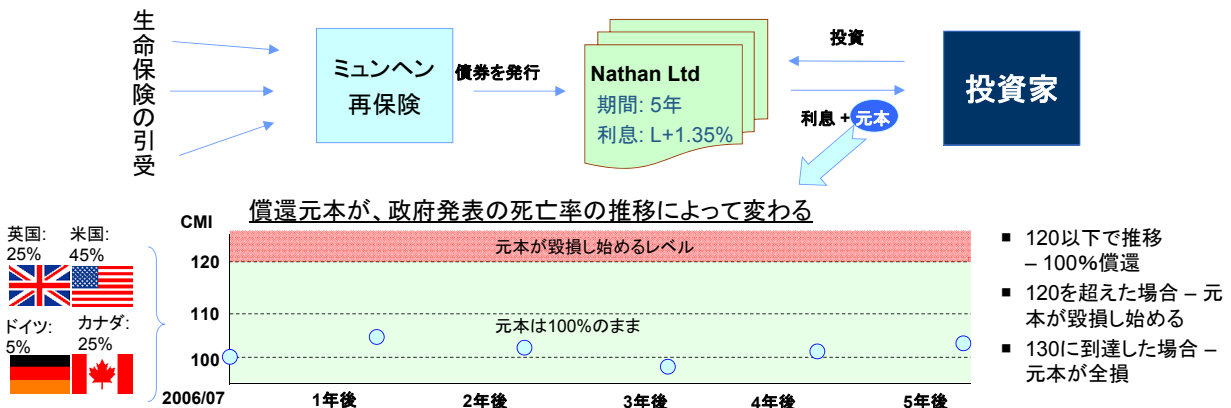 生命保険の引受
ミュンヘン
再保険
債券を発行
Nathan Ltd
期間: 5年
利息: L+1.35%
投資
利息 + 元本
投資家
償還元本が、政府発表の死亡率の推移によって変わる
CMI
英国:
25%
米国:
45%
ドイツ:
5%
カナダ:
25%
元本が毀損し始めるレベル
120
110
元本は100%のまま
100
2006/07
1年後
2年後
3年後
4年後
5年後
■ 120以下で推移
– 100%償還
■ 120を超えた場合 – 元
本が毀損し始める
■ 130に到達した場合 –
元本が全損